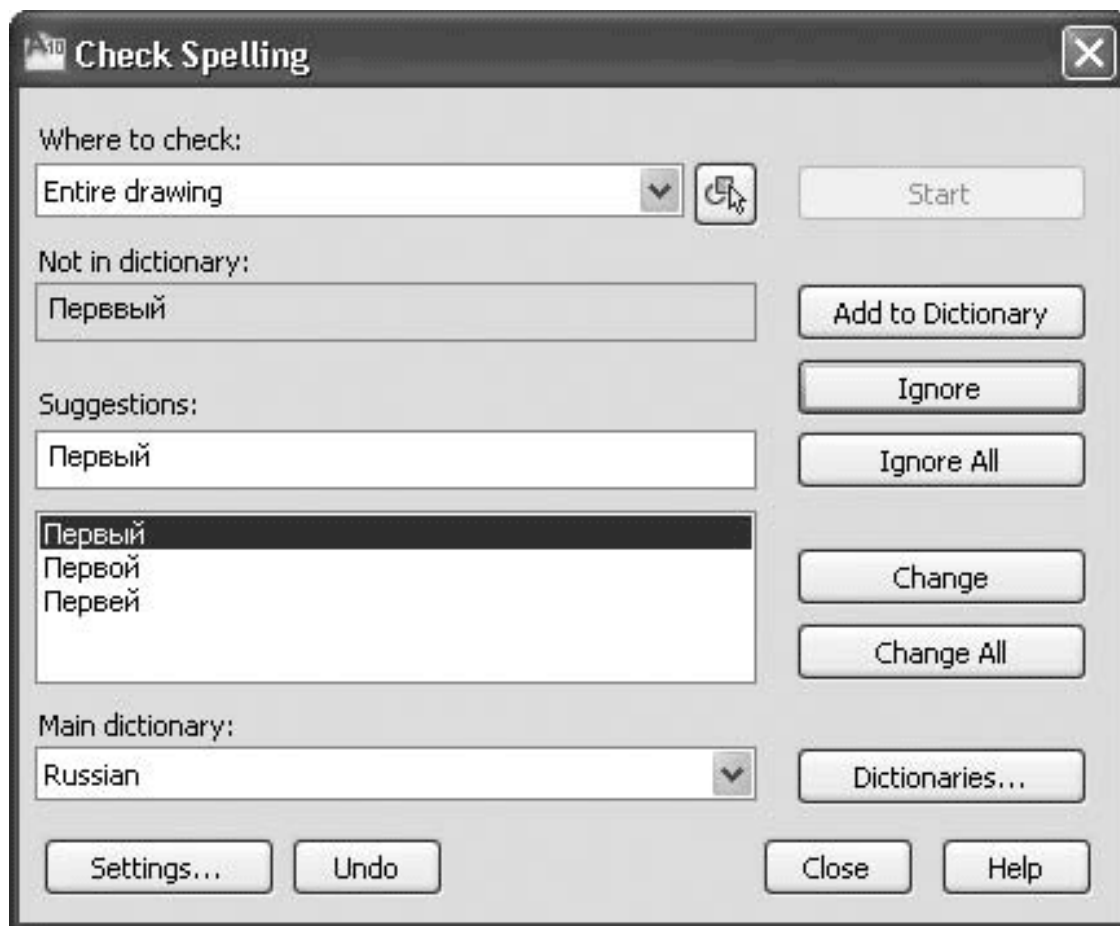 Check Spelling
Where to check:
Entire drawing
Start
Not in dictionary:
Перввый
Add to Dictionary
Ignore
Suggestions:
Первый
Ignore All
Первый
Первой
Первей
Change
Change All
Main dictionary:
Russian
Dictionaries...
Settings...
Undo
Close
Help